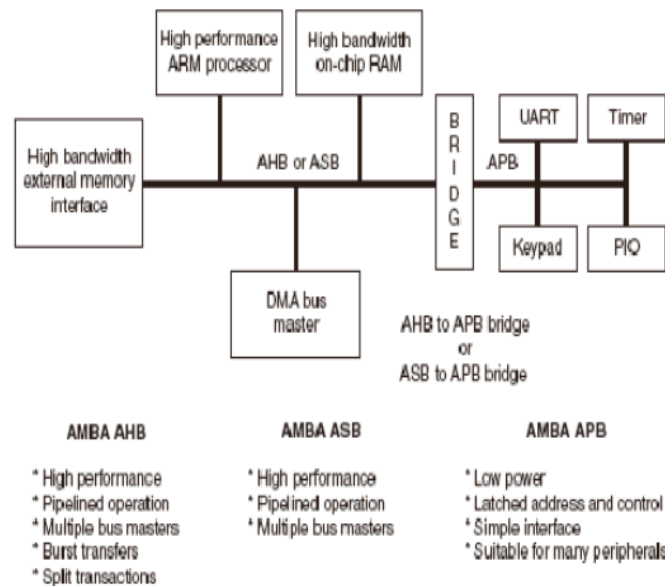 High performance
ARM processor
High bandwidth
on-chip RAM
High bandwidth
external memory
interface
AHB or ASB
B
R
I
D
G
E
APB
UART
Timer
Keypad
PIO
DMA bus
master
AHB to APB bridge
or
ASB to APB bridge
AMBA AHB
* High performance
* Pipelined operation
* Multiple bus masters
* Burst transfers
* Split transactions
AMBA ASB
* High performance
* Pipelined operation
* Multiple bus masters
AMBA APB
* Low power
* Latched address and control
* Simple interface
* Suitable for many peripherals